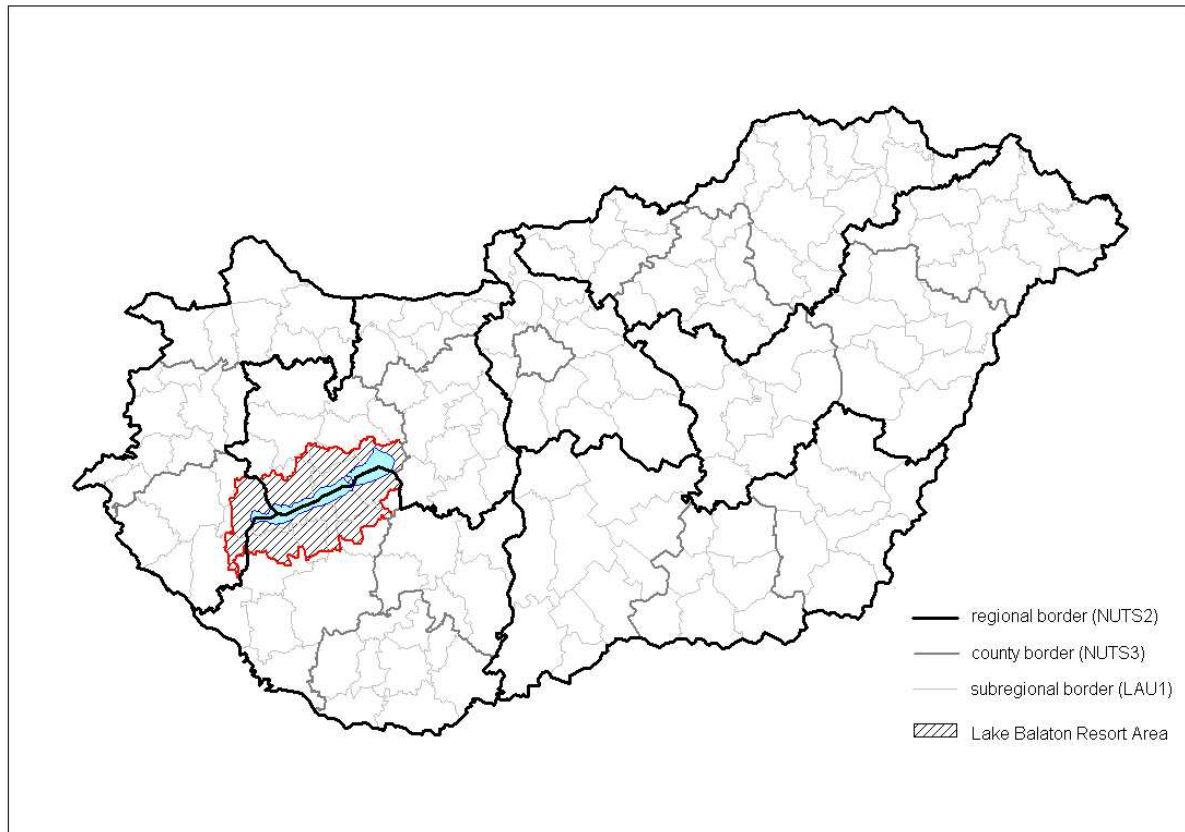 regional border (NUTS2)
county border (NUTS3)
subregional border (LAU1)
Lake Balaton Resort Area